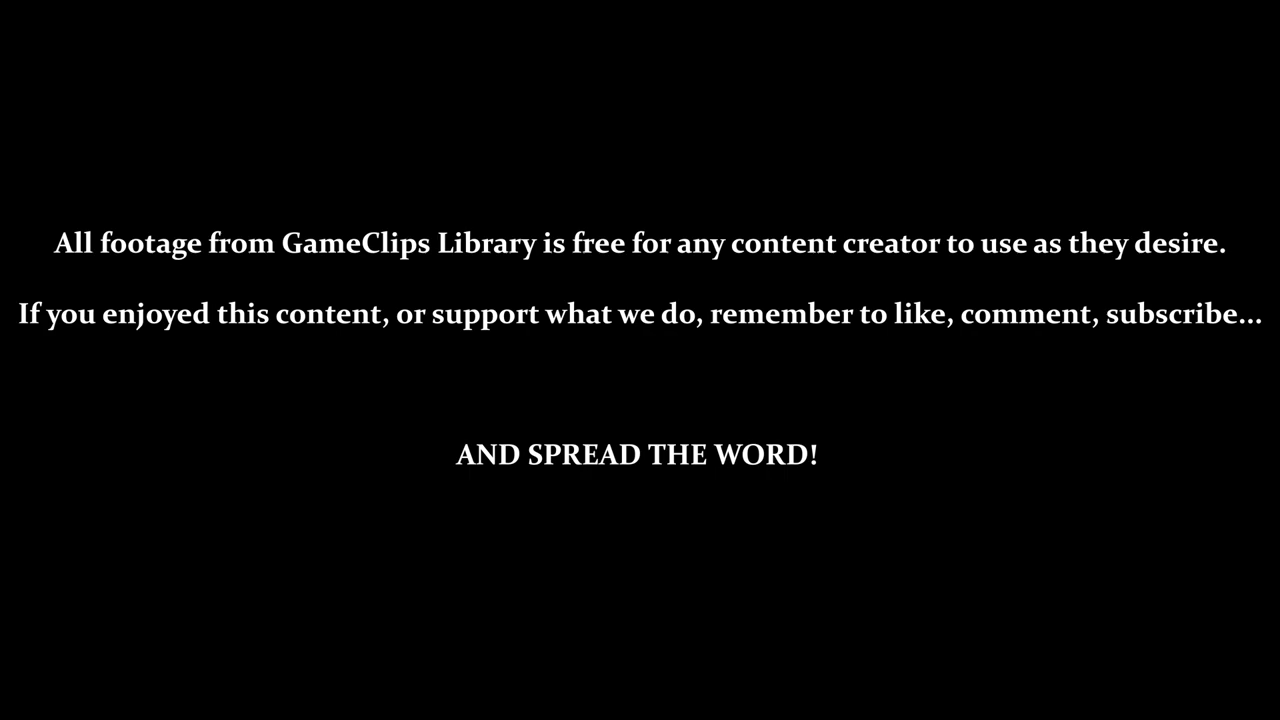 All footage from GameClips Library is free for any content creator to use as they desire.
If you enjoyed this content, or support what we do, remember to like, comment, subscribe...
AND SPREAD THE WORD!